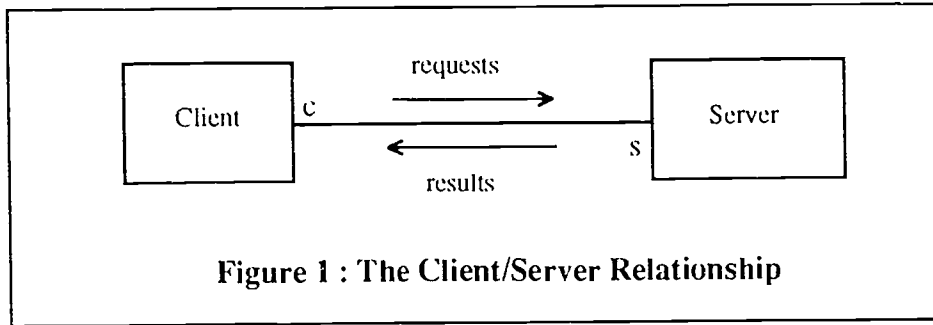 requests
Client
c
Server
s
results
Figure 1 : The Client/Server Relationship